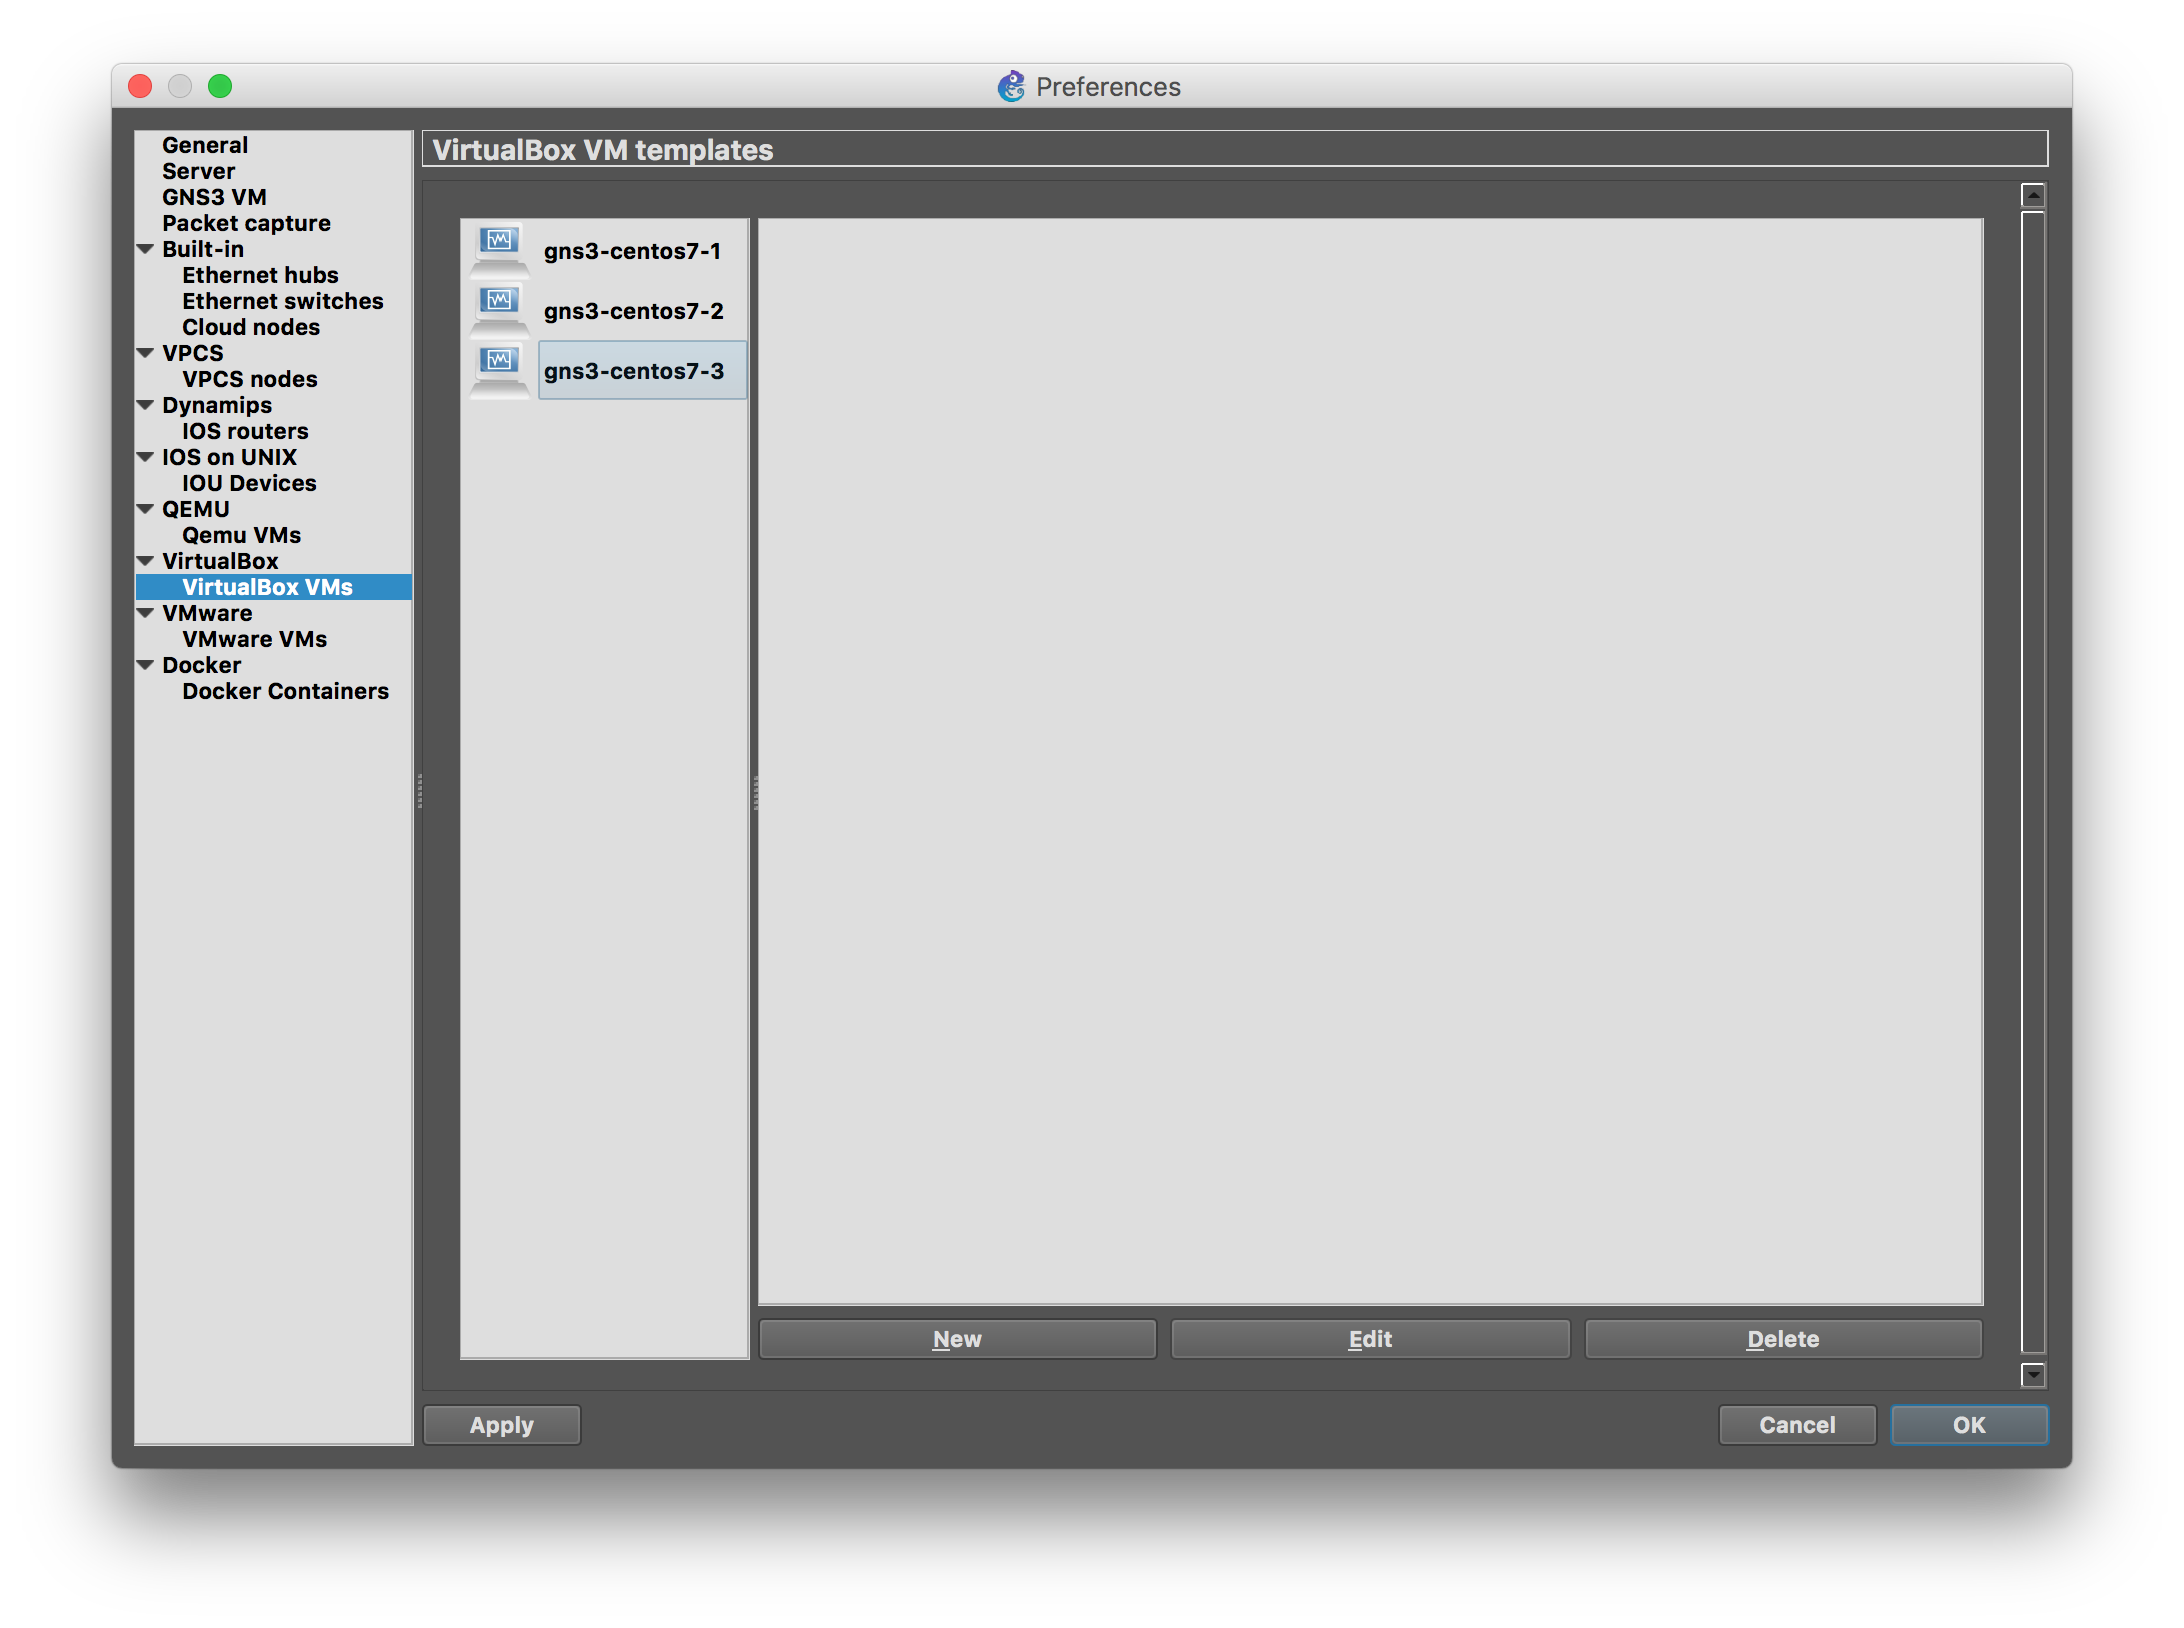 Preferences
General
Server
GNS3 VM
Packet capture
Built-in
Ethernet hubs
Ethernet switches
Cloud nodes
VPCS
VPCS nodes
Dynamips
IOS routers
IOS on UNIX
IOU Devices
QEMU
Qemu VMs
VirtualBox
VirtualBox VMs
VMware
VMware VMs
Docker
Docker Containers
VirtualBox VM templates
gns3-centos7-1
gns3-centos7-2
gns3-centos7-3
New
Edit
Delete
Apply
Cancel
OK